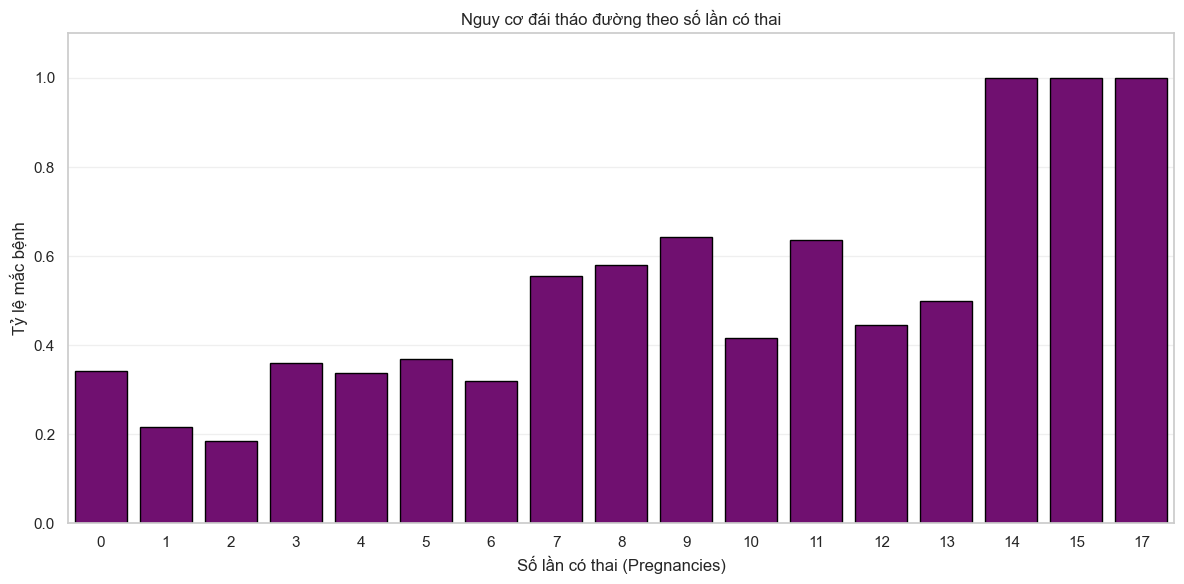 Nguy cơ đái tháo đường theo số lần có thai
Tỷ lệ mắc bệnh
1.0
0.8
0.6
0.4
0.2
0.0
0 1 2 3 4 5 6 7 8 9 10 11 12 13 14 15 17
Số lần có thai (Pregnancies)